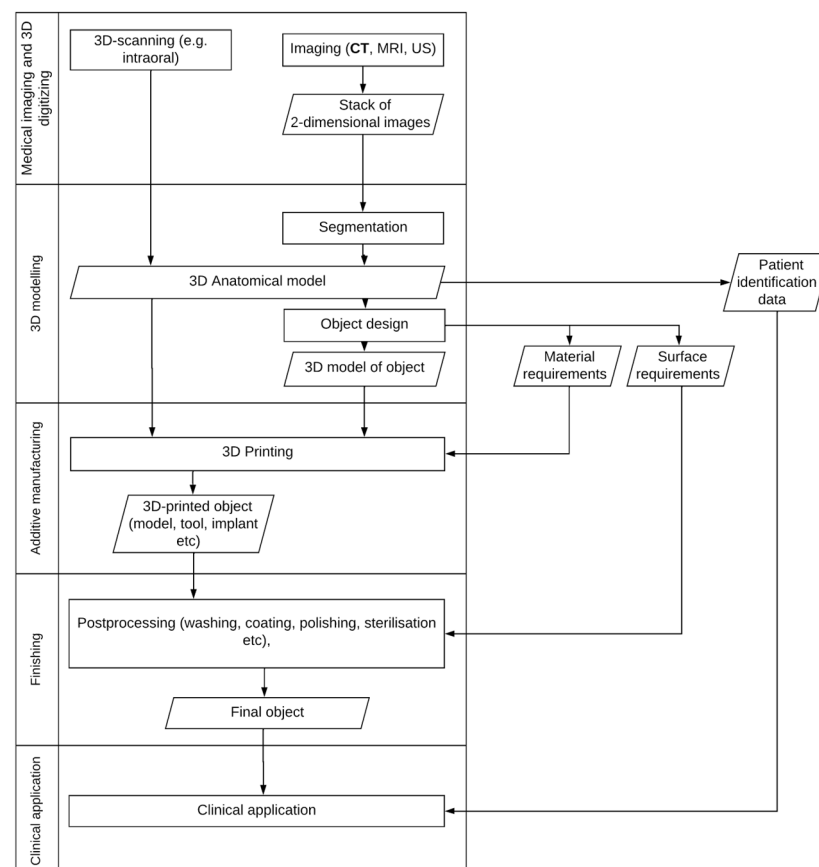 Medical imaging and 3D
digitizing
3D-scanning (e.g.
intraoral)
Imaging (CT, MRI, US)
Stack of
2-dimensional images
3D modelling
Segmentation
3D Anatomical model
Patient
identification
data
Object design
3D model of object
Material
requirements
Surface
requirements
Additive manufacturing
3D Printing
3D-printed object
(model, tool, implant
etc)
Finishing
Postprocessing (washing, coating, polishing, sterilisation
etc),
Final object
Clinical application
Clinical application